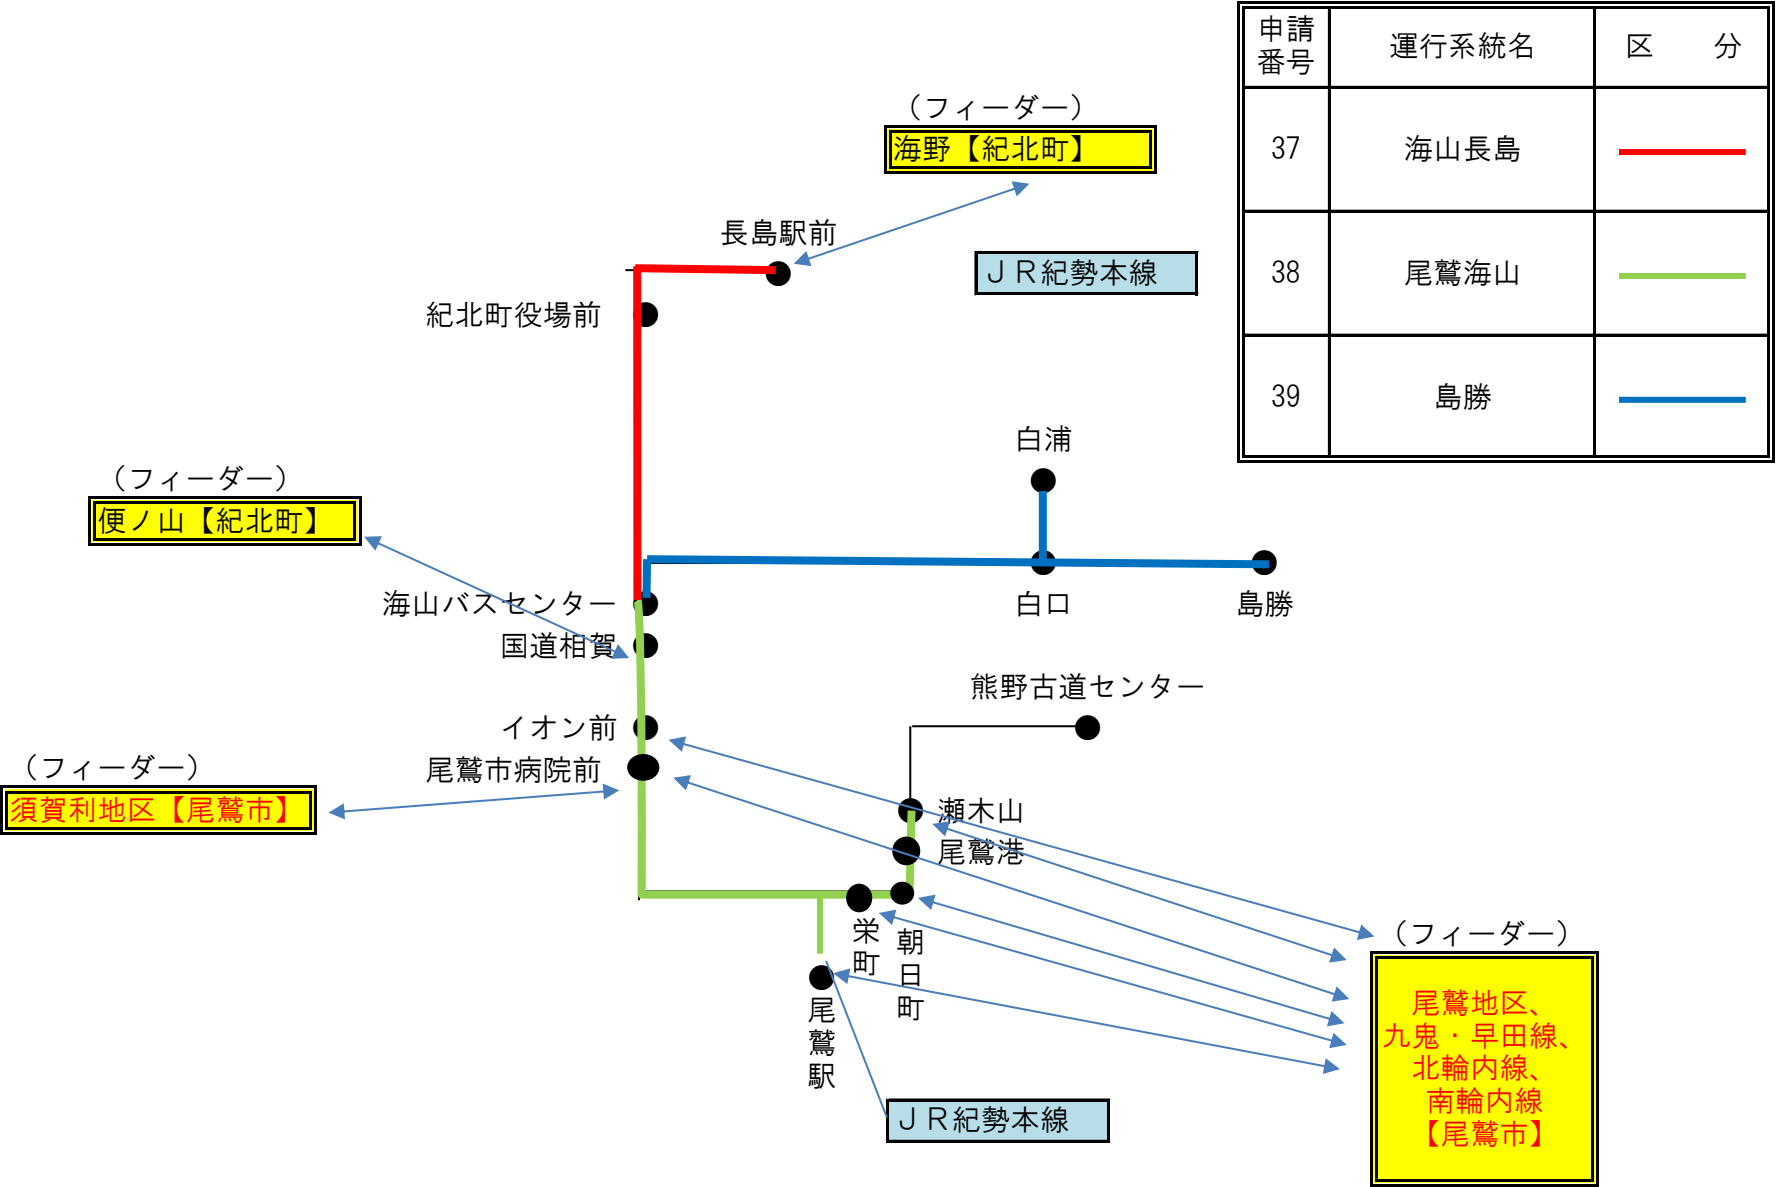 申請
番号
運行系統名
区　　分
37
海山長島
38
尾鷲海山
39
島勝
（フィーダー）
海野【紀北町】
長島駅前
ＪＲ紀勢本線
紀北町役場前
白浦
（フィーダー）
便ノ山【紀北町】
海山バスセンター
白口
島勝
国道相賀
熊野古道センター
イオン前
（フィーダー）
尾鷲市病院前
須賀利地区【尾鷲市】
瀬木山
尾鷲港
栄町
朝日町
（フィーダー）
尾鷲駅
尾鷲地区、
九鬼・早田線、
北輪内線、
南輪内線
【尾鷲市】
ＪＲ紀勢本線